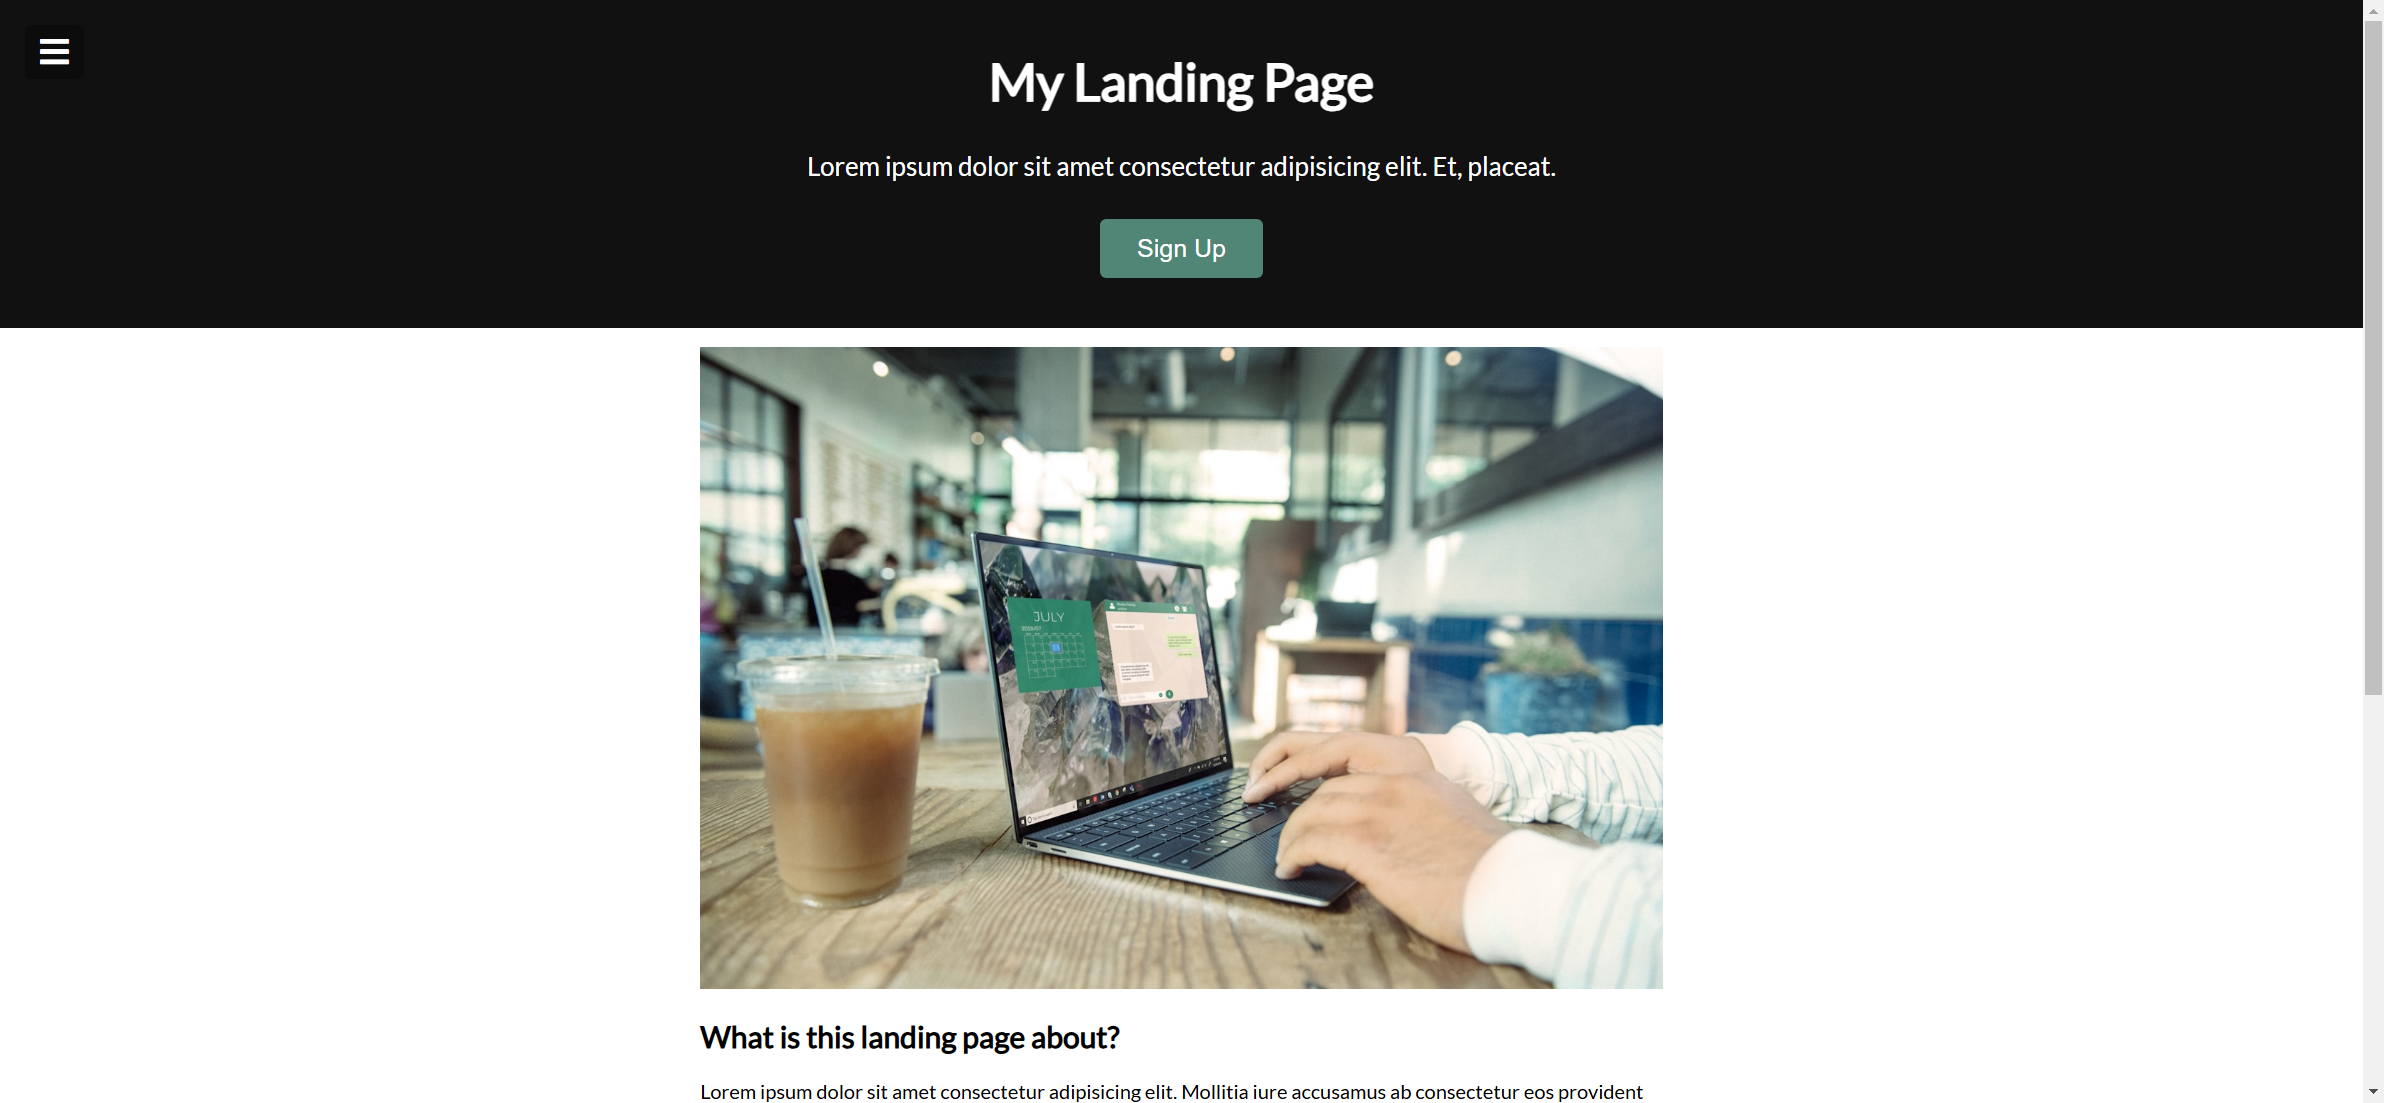 My Landing Page
Lorem ipsum dolor sit amet consectetur adipisicing elit. Et, placeat.
Sign Up
JULY
What is this landing page about?
Lorem ipsum dolor sit amet consectetur adipisicing elit. Mollitia iure accusamus ab consectetur eos provident